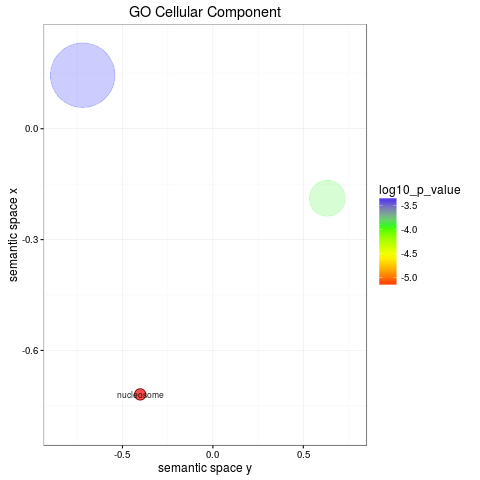 GO Cellular Component
semantic space x
0.0
-0.3
-0.6
nucleosome
-0.5
0.0
0.5
semantic space y
log10_p_value
-3.5
-4.0
-4.5
-5.0